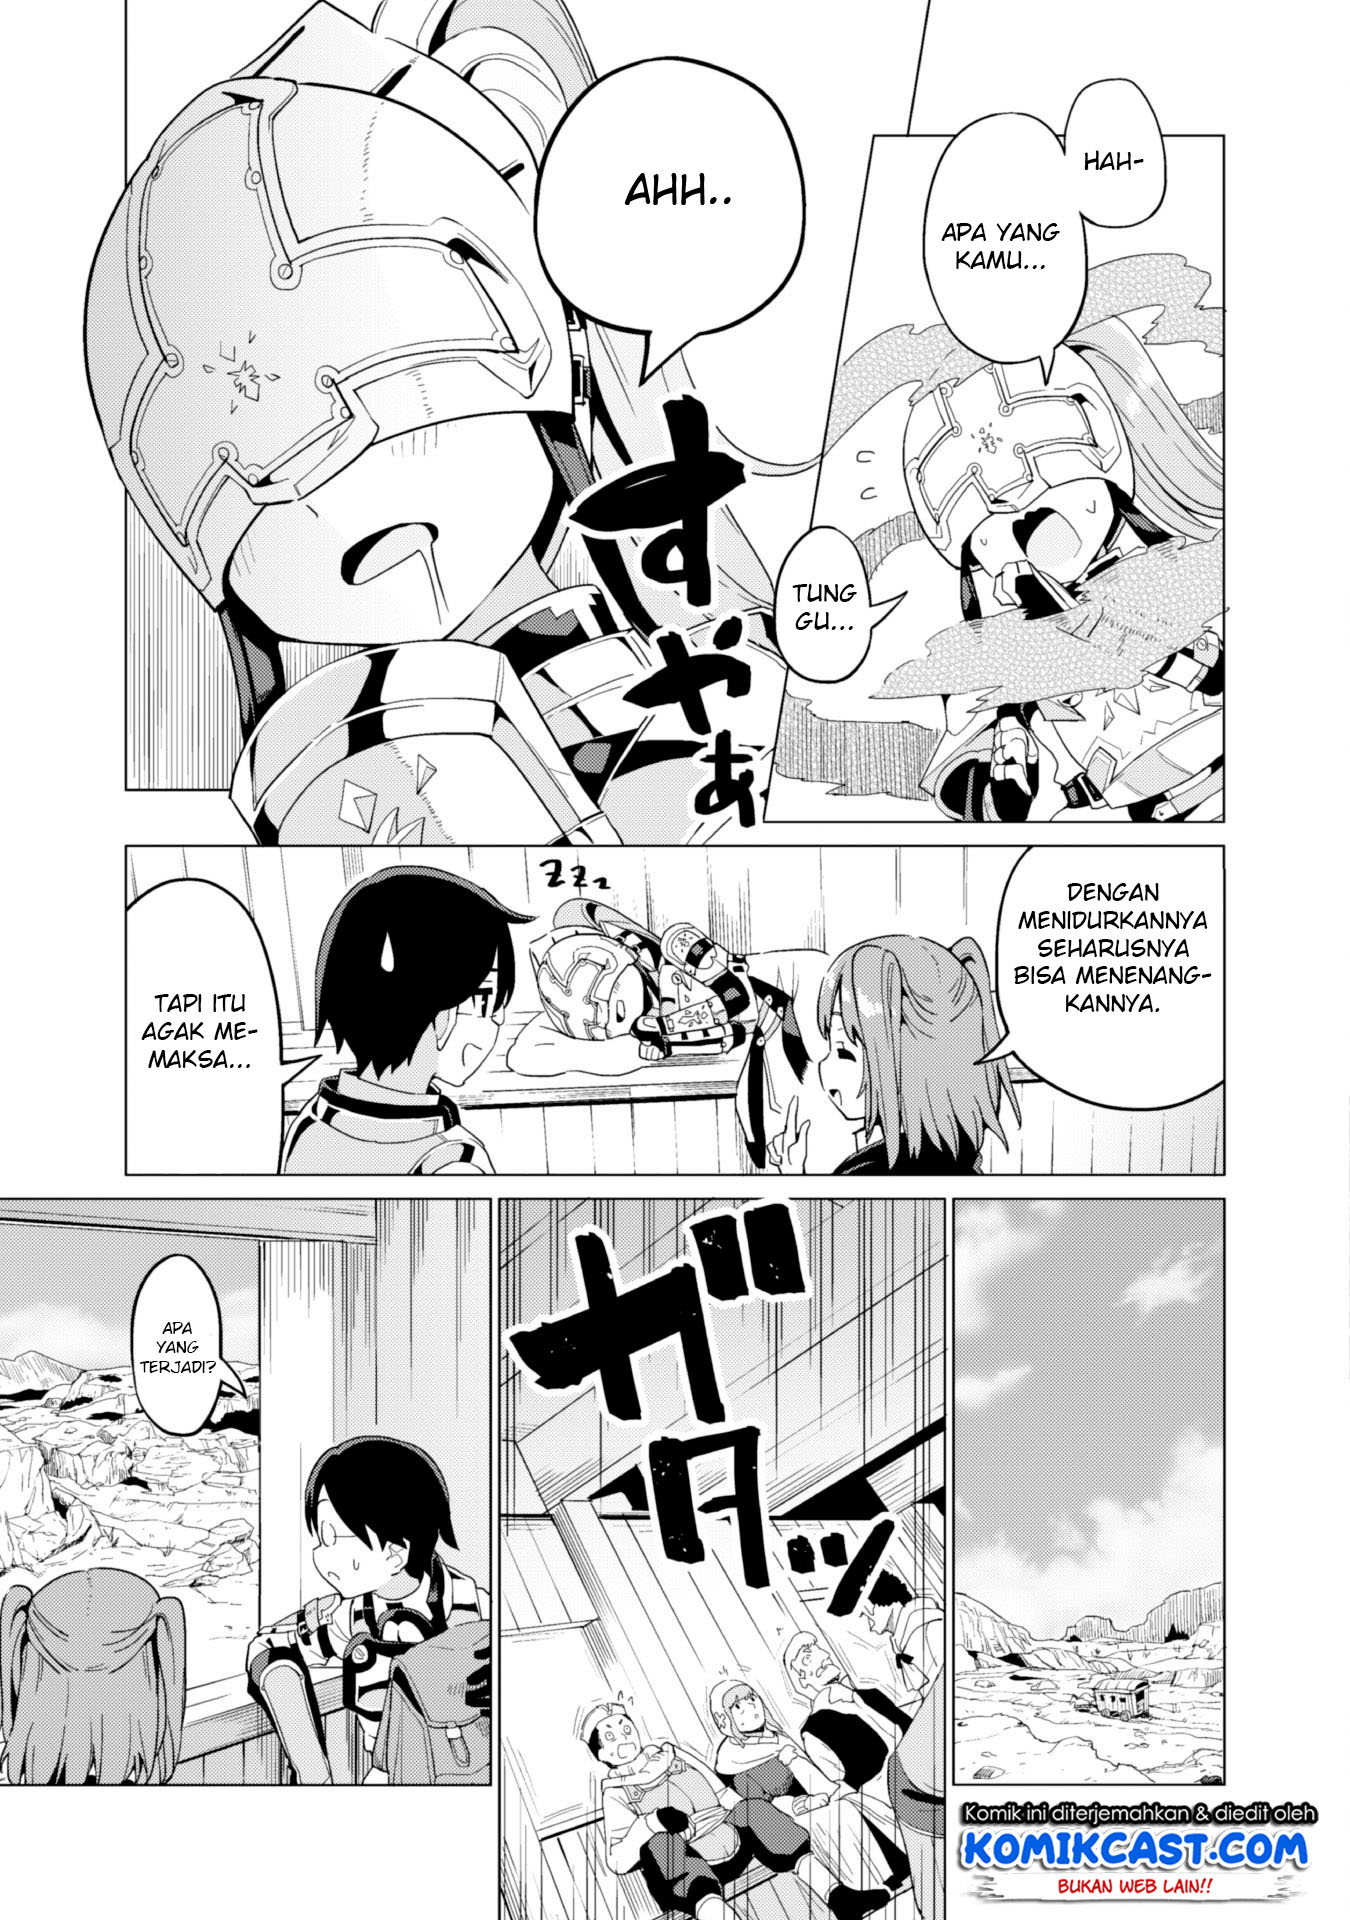 HAH-
APA YANG
KAMU...
TUNG
GU...
AHH..
すやぁ
DENGAN
MENIDURKANNYA
SEHARUSNYA
BISA MENENANG-
KANNYA.
ZZZ
TAPI ITU
AGAK ME-
MAKSA...
ガタッ
APA
YANG
TERJADI?
Komik ini diterjemahkan & diedit oleh
KOMIKCAST.COM
BUKAN WEB LAIN!!